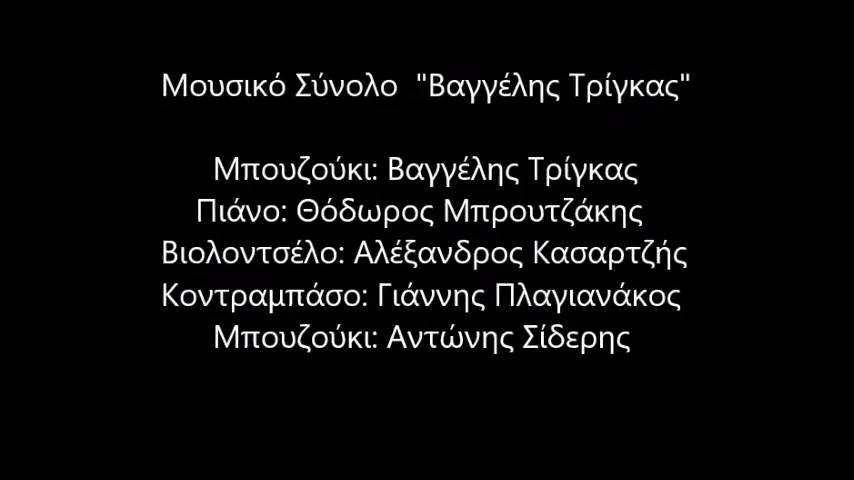 Μουσικό Σύνολο "Βαγγέλης Τρίγκας"
Μπουζούκι: Βαγγέλης Τρίγκας
Πιάνο: Θόδωρος Μπρουτζάκης
Βιολοντσέλο: Αλέξανδρος Κασαρτζής
Κοντραμπάσο: Γιάννης Πλαγιανάκος
Μπουζούκι: Αντώνης Σίδερης